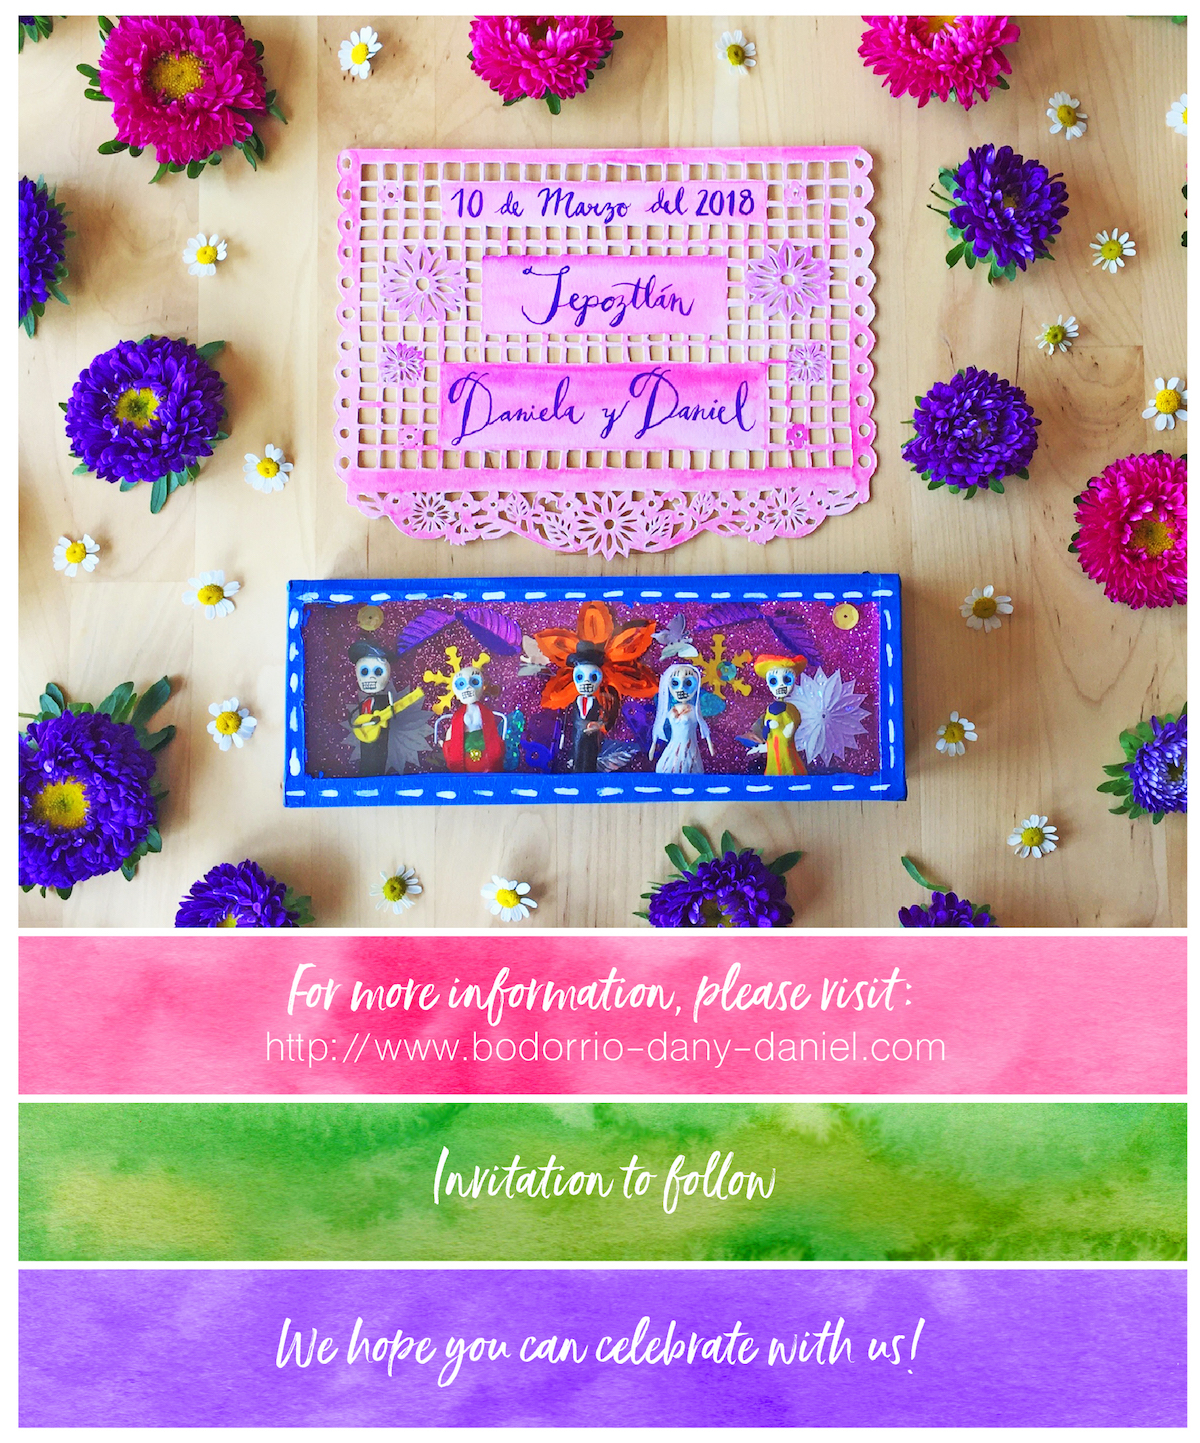 10 de Marzo del 2018
Tepoztlán
Daniela y Daniel
For more information, please visit:
http://www.bodorrio-dany-daniel.com
Invitation to follow
We hope you can celebrate with us!